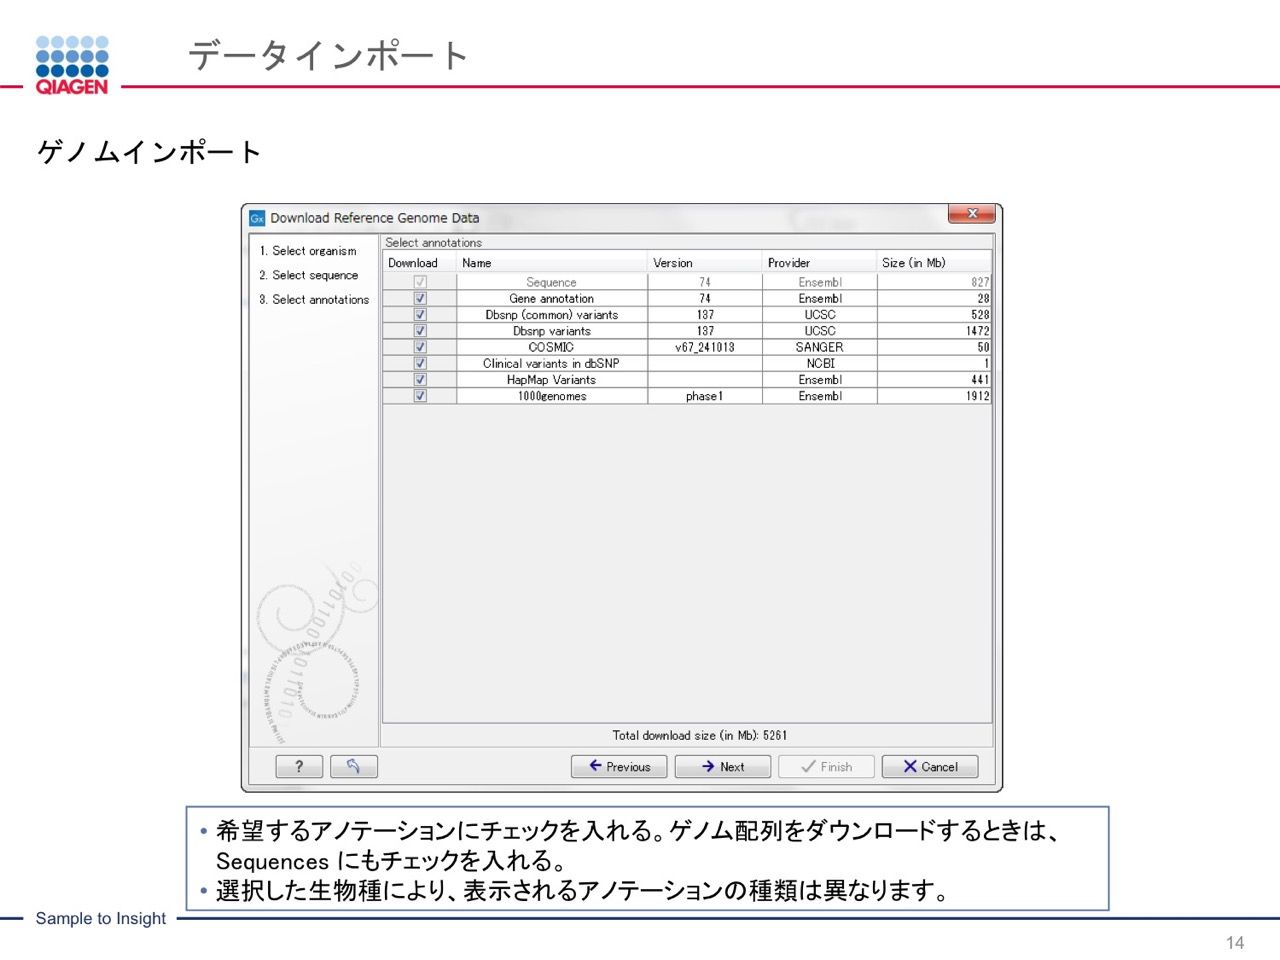 データインポート
QIAGEN
ゲノムインポート
Gx Download Reference Genome Data
1. Select organism
2. Select sequence
3. Select annotations
Select annotations
Download Name Version Provider Size (in Mb)
Sequence 74 Ensembl 827
Gene annotation 74 Ensembl 28
Dbsnp (common) variants 137 UCSC 528
Dbsnp variants 137 UCSC 1472
COSMIC v67_241013 SANGER 50
Clinical variants in dbSNP NCBI 1
HapMap Variants Ensembl 441
1000genomes phase1 Ensembl 1912
Total download size (in Mb): 5261
? Previous Next Finish Cancel
• 希望するアノテーションにチェックを入れる。ゲノム配列をダウンロードするときは、
Sequences にもチェックを入れる。
• 選択した生物種により、表示されるアノテーションの種類は異なります。
Sample to Insight
14